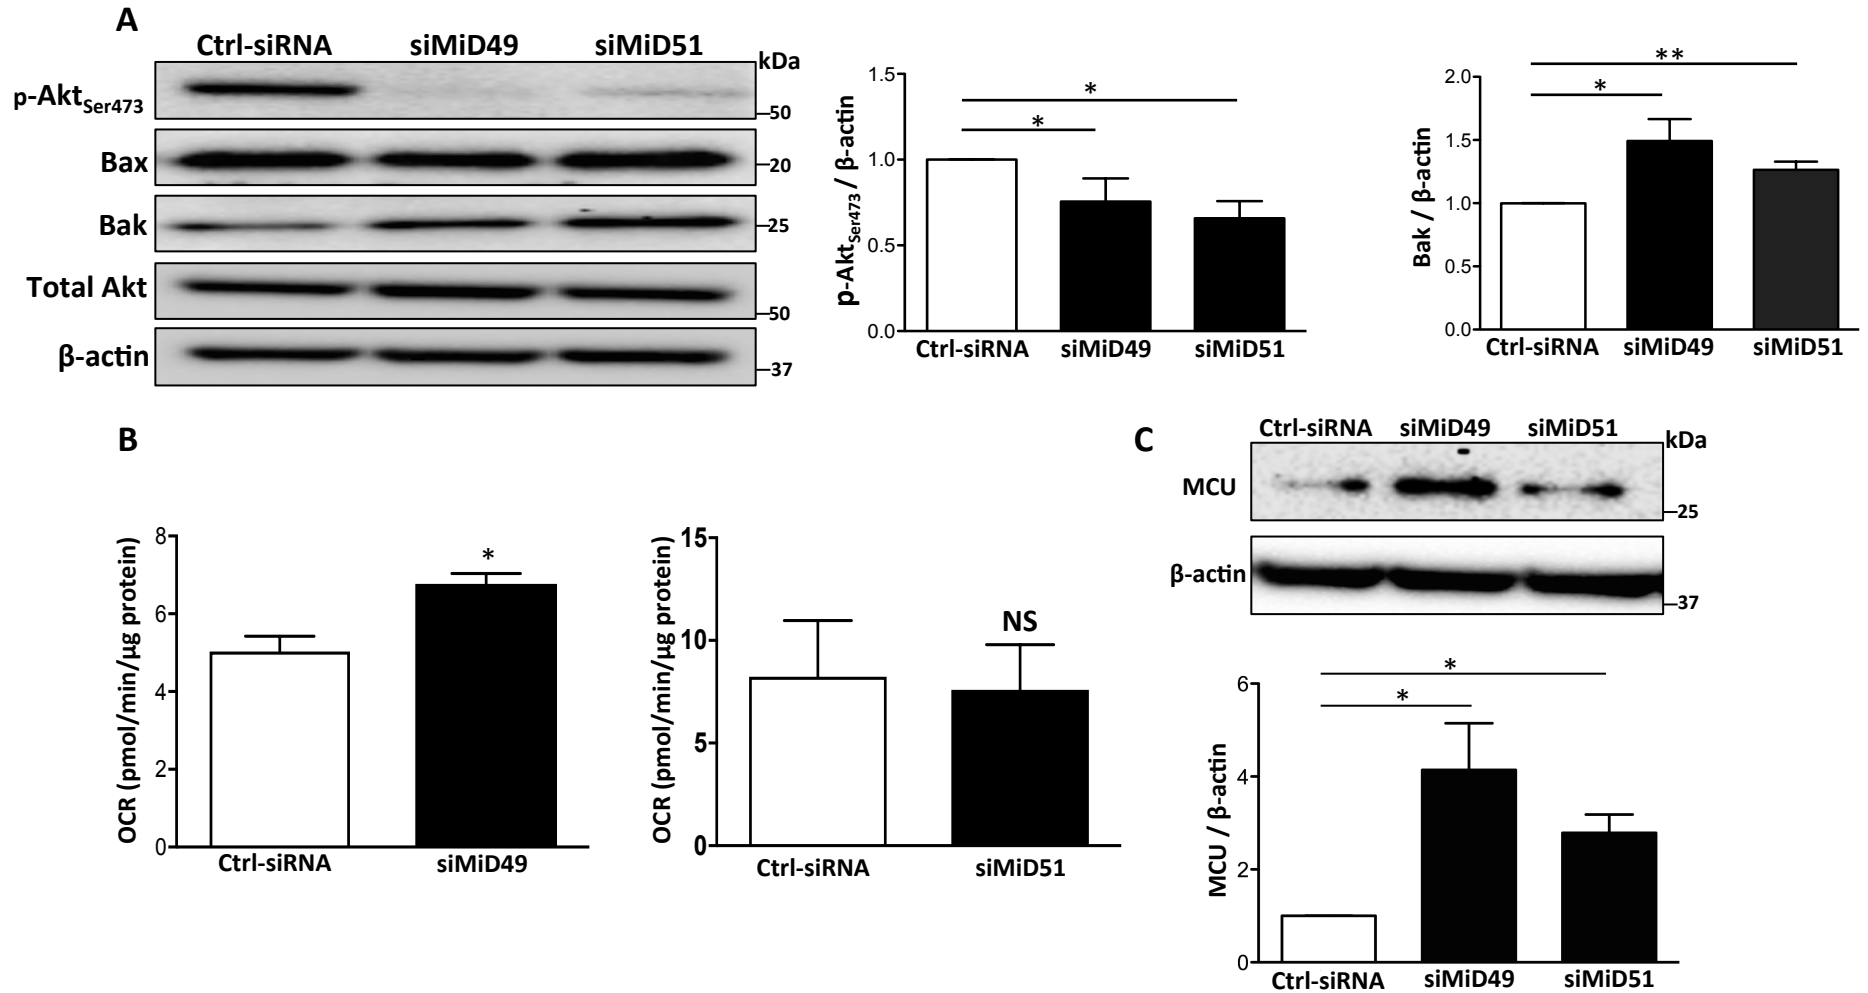 A
Ctrl-siRNA siMiD49 siMiD51
kDa
p-AktSer473
50
Bax
20
Bak
25
Total Akt
50
β-actin
37
p-AktSer473 / β-actin
1.5
1.0
0.5
0.0
*
*
Ctrl-siRNA siMiD49 siMiD51
Bak / β-actin
2.0
1.5
1.0
0.5
0.0
**
*
Ctrl-siRNA siMiD49 siMiD51
B
OCR (pmol/min/μg protein)
8
6
4
2
0
*
Ctrl-siRNA siMiD49
OCR (pmol/min/μg protein)
15
10
5
0
NS
Ctrl-siRNA siMiD51
C
Ctrl-siRNA siMiD49 siMiD51
kDa
MCU
25
β-actin
37
MCU / β-actin
6
4
2
0
*
*
Ctrl-siRNA siMiD49 siMiD51